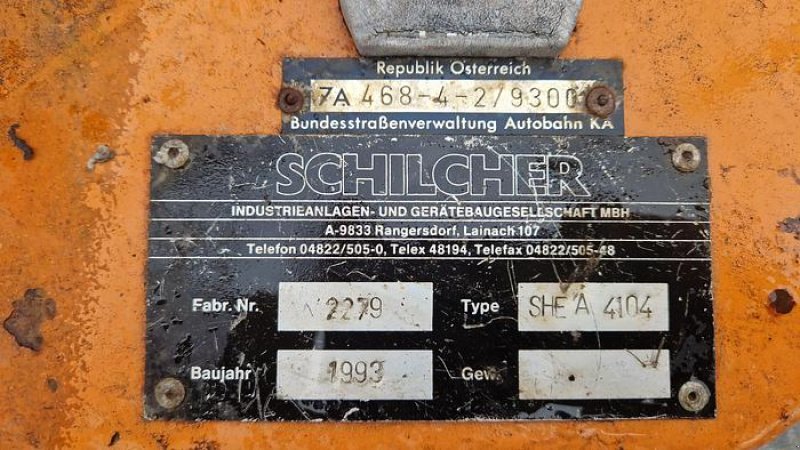 Republik Österreich
7A 468-4-2/9300
Bundesstraßenverwaltung Autobahn KA
SCHILCHER
INDUSTRIEANLAGEN- UND GERÄTEBAUGESELLSCHAFT MBH
A-9833 Rangersdorf, Lainach 107
Telefon 04822/505-0, Telex 48194, Telefax 04822/505-48
Fabr. Nr. 2279 Type SHE A 4104
Baujahr 1993 Gew.